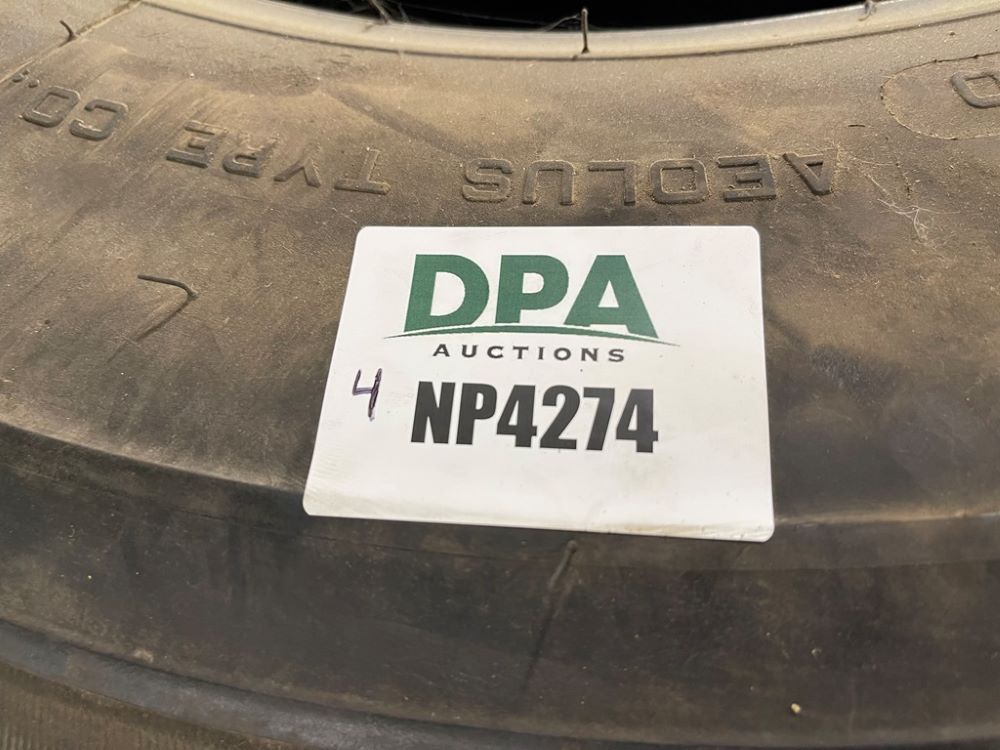 AEOLUS TYRE CO.,
DPA
AUCTIONS
4 NP4274